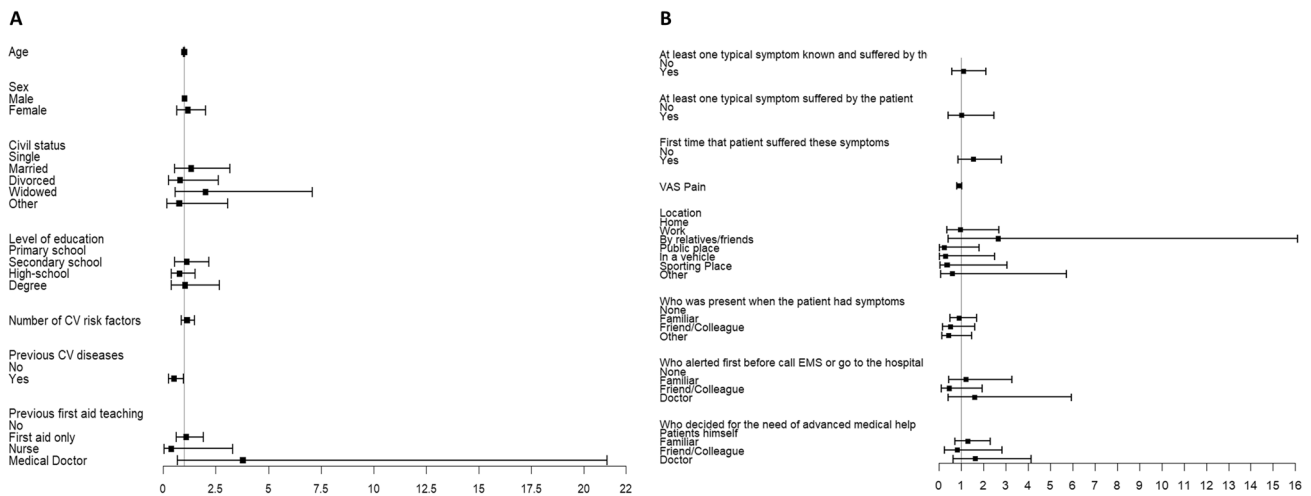 A
Age
Sex
Male
Female
Civil status
Single
Married
Divorced
Widowed
Other
Level of education
Primary school
Secondary school
High-school
Degree
Number of CV risk factors
Previous CV diseases
No
Yes
Previous first aid teaching
No
First aid only
Nurse
Medical Doctor
0 2.5 5 7.5 10 12.5 15 17.5 20 22
B
At least one typical symptom known and suffered by th
No
Yes
At least one typical symptom suffered by the patient
No
Yes
First time that patient suffered these symptoms
No
Yes
VAS Pain
Location
Home
Work
By relatives/friends
Public place
In a vehicle
Sporting Place
Other
Who was present when the patient had symptoms
None
Familiar
Friend/Colleague
Other
Who alerted first before call EMS or go to the hospital
None
Familiar
Friend/Colleague
Doctor
Who decided for the need of advanced medical help
Patients himself
Familiar
Friend/Colleague
Doctor
0 1 2 3 4 5 6 7 8 9 10 11 12 13 14 15 16